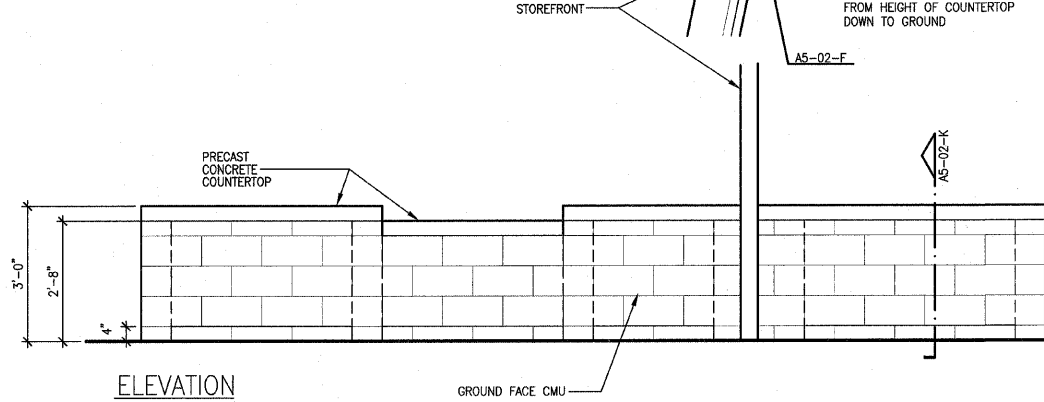 STOREFRONT
FROM HEIGHT OF COUNTERTOP
DOWN TO GROUND
A5-02-F
PRECAST
CONCRETE
COUNTERTOP
A5-02-K
3'-0"
2'-8"
4"
ELEVATION
GROUND FACE CMU